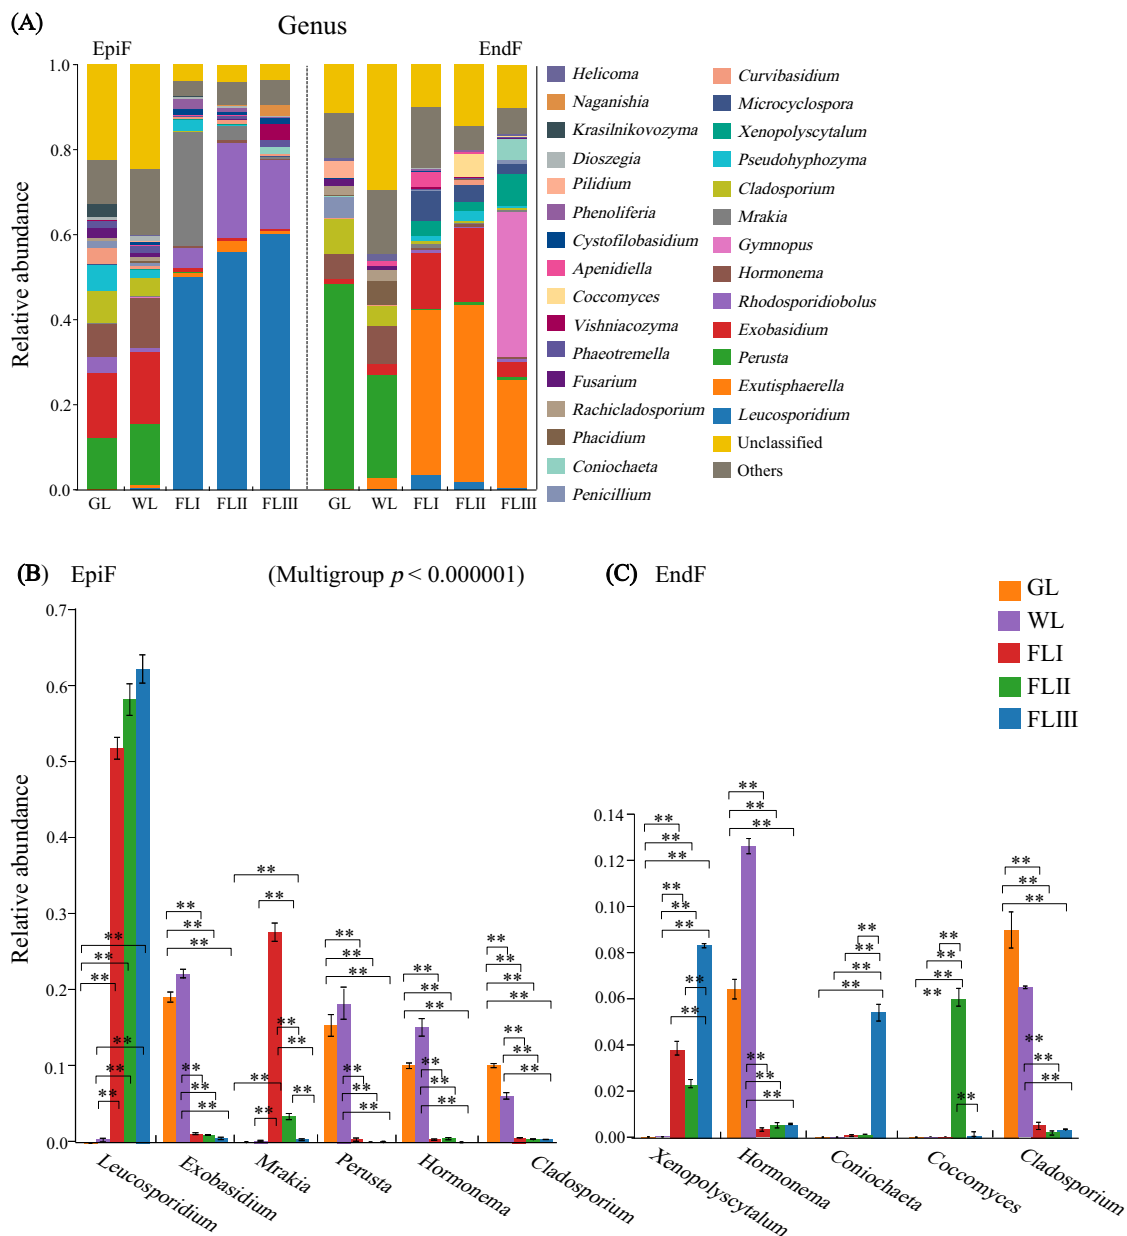 (A)
Genus
EpiF
EndF
Relative abundance
1.0
0.8
0.6
0.4
0.2
0.0
GL WL FLI FLII FLIII GL WL FLI FLII FLIII
Helicoma
Naganishia
Krasilnikovozyma
Dioszegia
Pilidium
Phenoliferia
Cystofilobasidium
Apenidiella
Coccomyces
Vishniacozyma
Phaeotremella
Fusarium
Rachicladosporium
Phacidium
Coniochaeta
Penicillium
Curvibasidium
Microcyclospora
Xenopolyscytalum
Pseudohyphozyma
Cladosporium
Mrakia
Gymnopus
Hormonema
Rhodosporidiobolus
Exobasidium
Perusta
Exutisphaerella
Leucosporidium
Unclassified
Others
(B) EpiF (Multigroup p < 0.000001)
Relative abundance
0.7
0.6
0.5
0.4
0.3
0.2
0.1
0.0
** ** ** ** ** **
** ** ** ** ** **
** ** ** ** ** **
** ** ** ** ** **
** ** ** ** ** **
** ** ** ** ** **
Leucosporidium
Exobasidium
Mrakia
Perusta
Hormonema
Cladosporium
(C) EndF
GL
WL
FLI
FLII
FLIII
0.14
0.12
0.10
0.08
0.06
0.04
0.02
0.00
** ** ** ** **
** ** ** ** **
** ** ** ** **
** ** ** ** **
** ** **
** ** **
**
**
Xenopolyscytalum
Hormonema
Coniochaeta
Coccomyces
Cladosporium